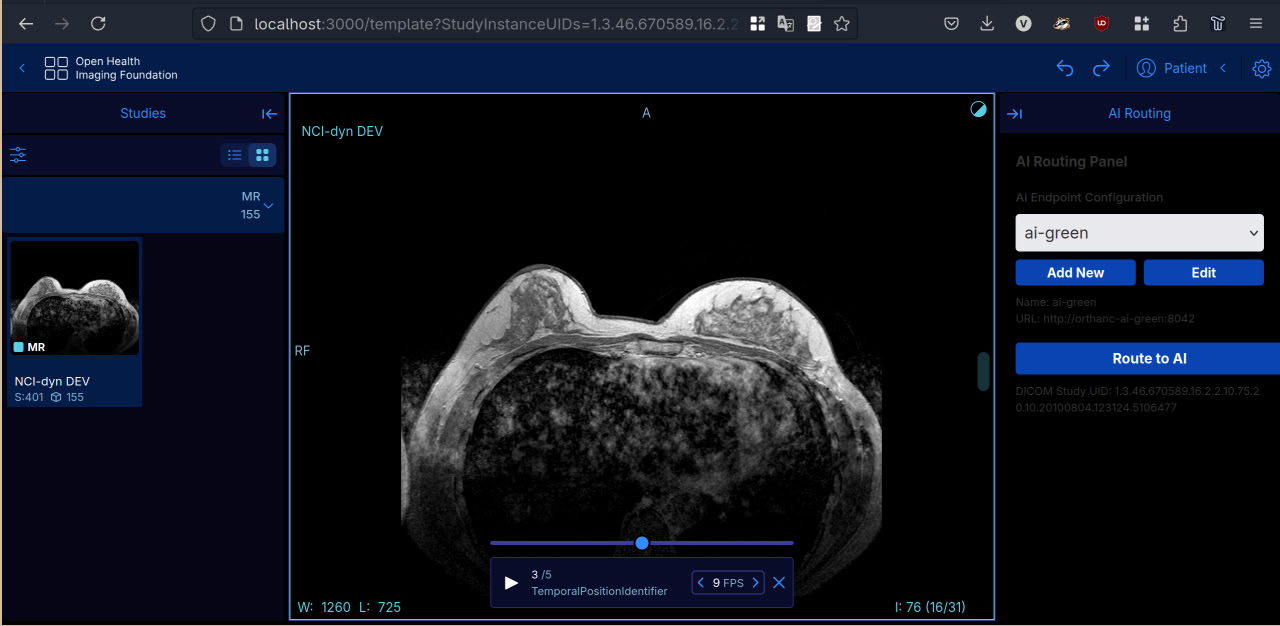 localhost:3000/template?StudyInstanceUIDs=1.3.46.670589.16.2.2
Open Health
Imaging Foundation
Patient
Studies
MR
155
MR
NCI-dyn DEV
S:401 155
A
NCI-dyn DEV
RF
3 /5
TemporalPositionIdentifier
9 FPS
W: 1260 L: 725
I: 76 (16/31)
AI Routing
AI Routing Panel
AI Endpoint Configuration
ai-green
Add New Edit
Name: ai-green
URL: http://orthanc-ai-green:8042
Route to AI
DICOM Study UID: 1.3.46.670589.16.2.2.10.75.2
0.10.20100804.123124.5106477